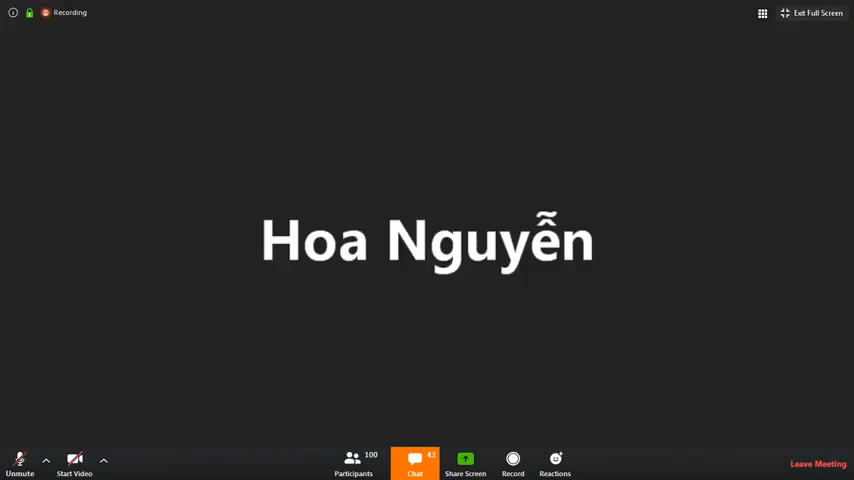 Recording
Exit Full Screen
Hoa Nguyễn
100
43
Unmute
Start Video
Participants
Chat
Share Screen
Record
Reactions
Leave Meeting